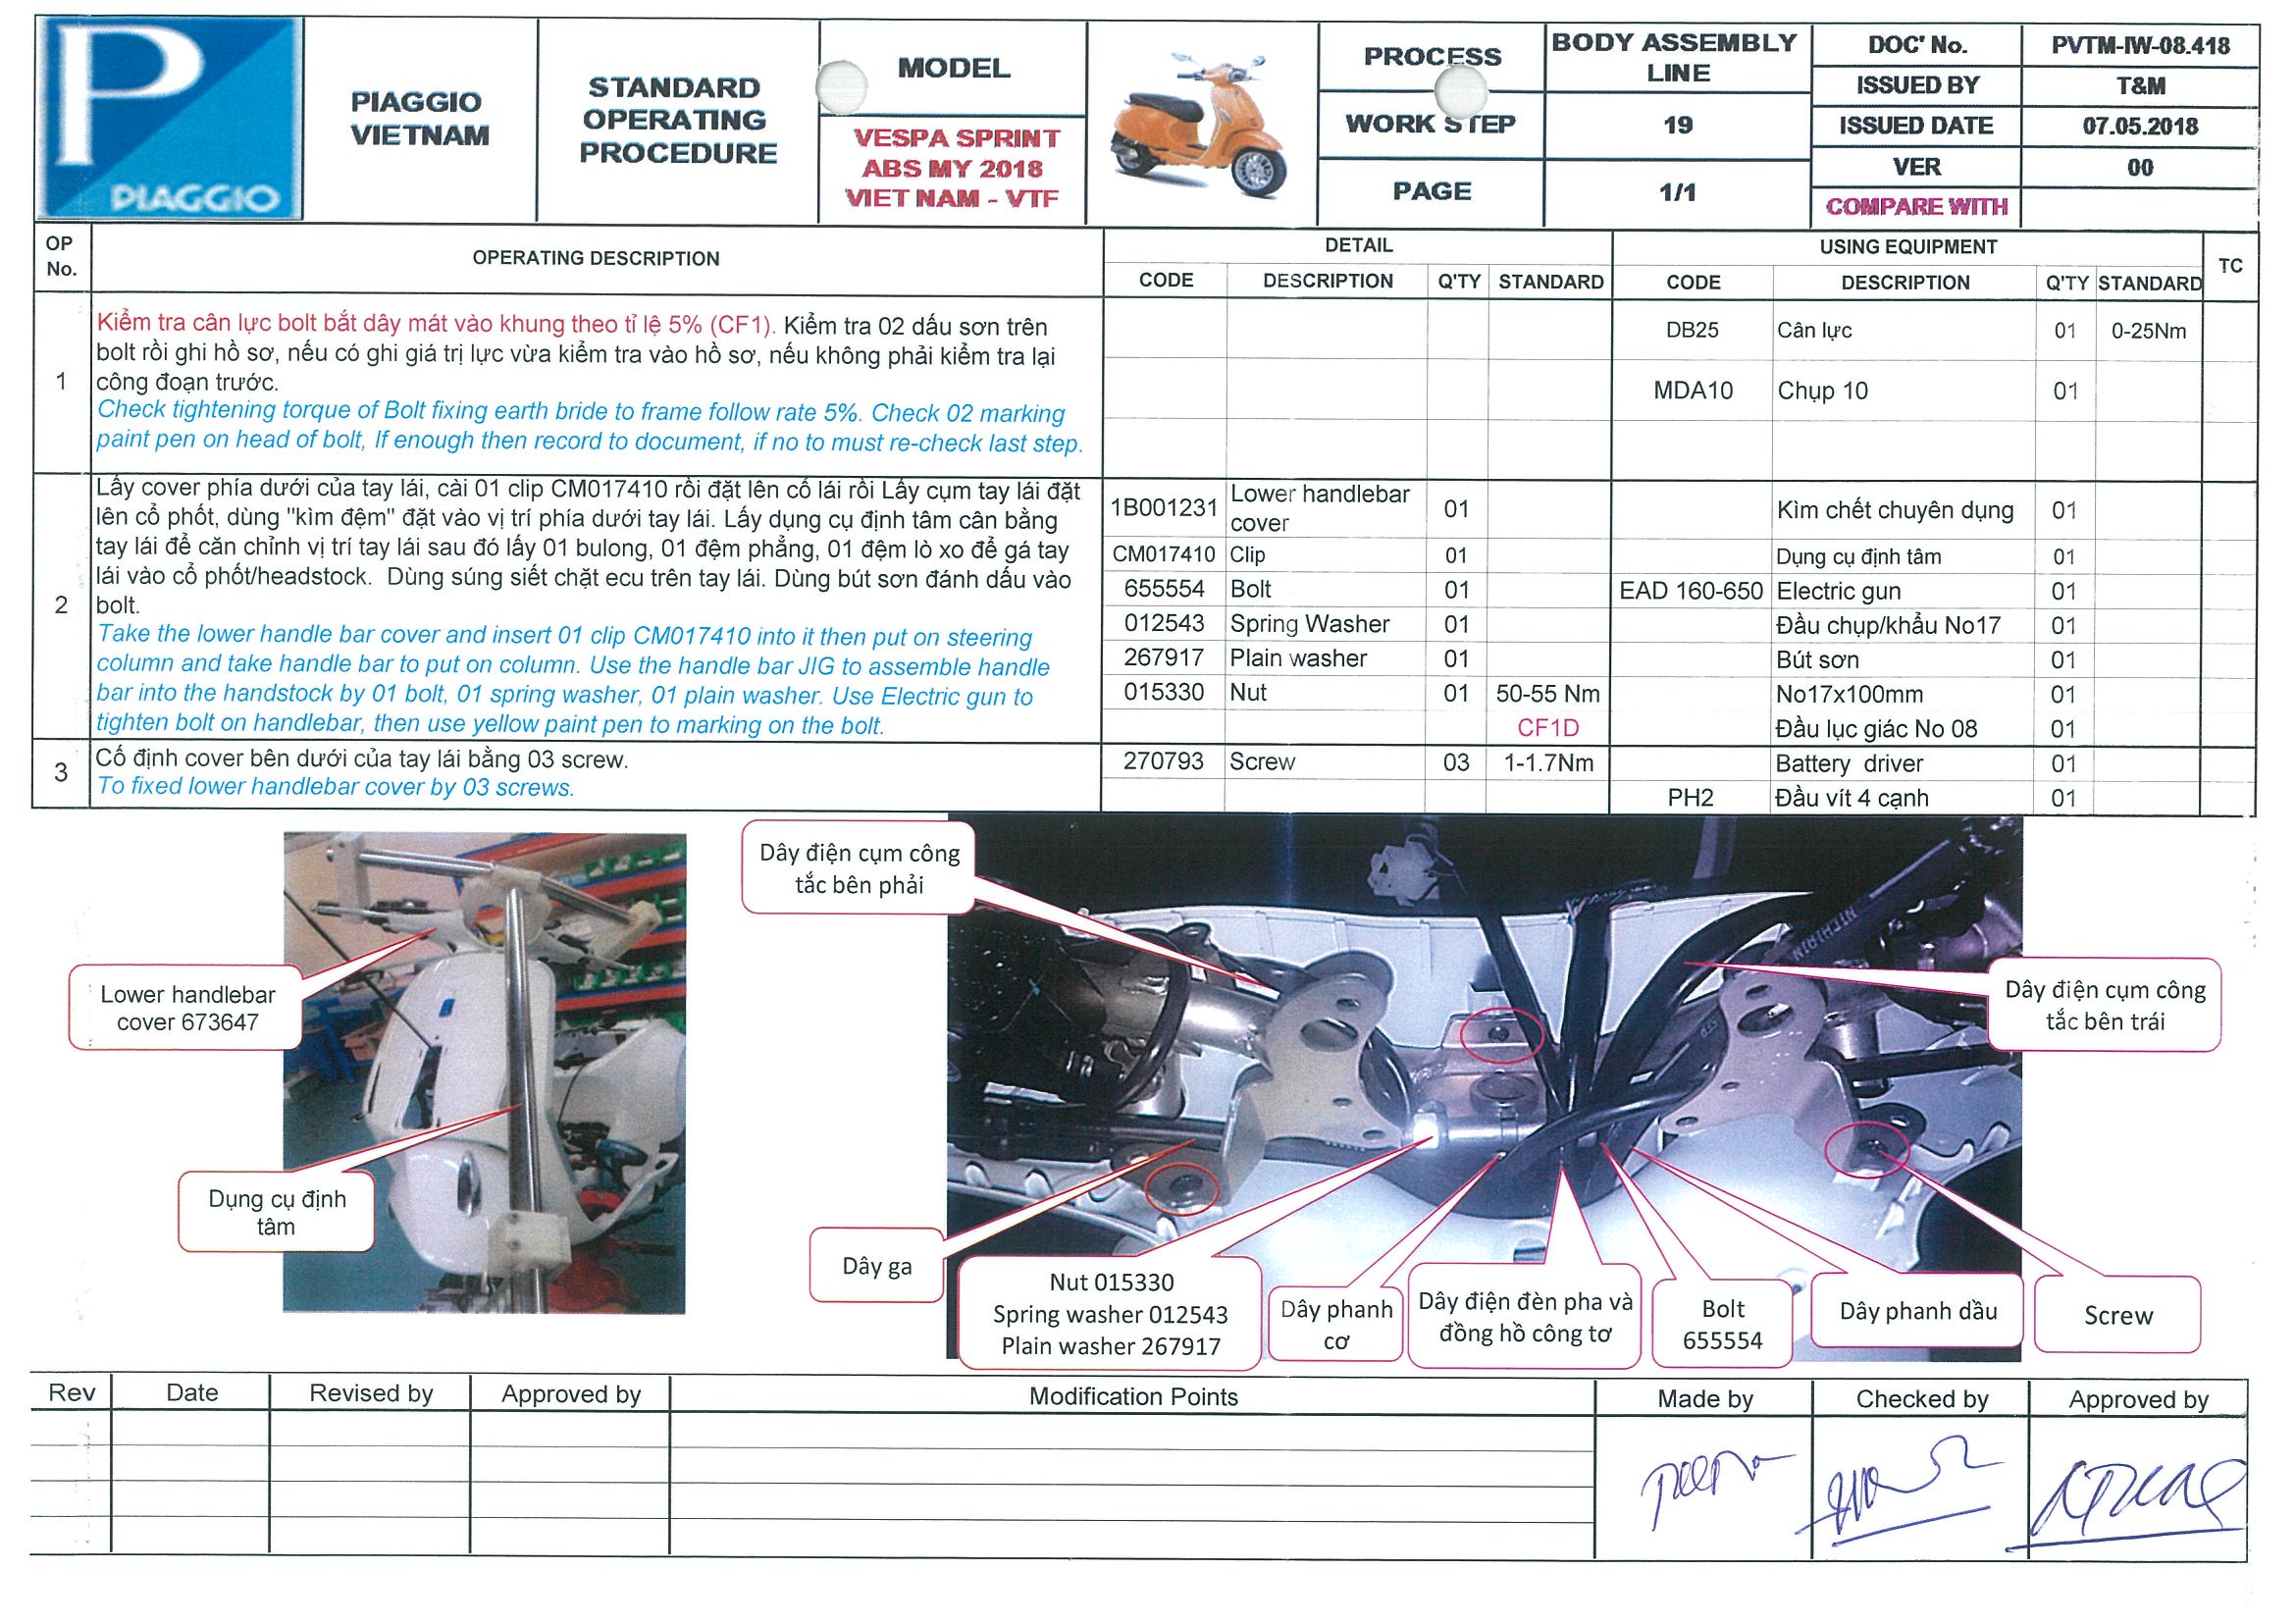 P
PIAGGIO
PIAGGIO
VIETNAM
STANDARD
OPERATING
PROCEDURE
MODEL
VESPA SPRINT
ABS MY 2018
VIET NAM - VTF
PROCESS
BODY ASSEMBLY
LINE
WORK STEP
19
PAGE
1/1
DOC' No.
PVTM-IW-08.418
ISSUED BY
T&M
ISSUED DATE
07.05.2018
VER
00
COMPARE WITH
OP
No.
OPERATING DESCRIPTION
DETAIL
USING EQUIPMENT
TC
CODE DESCRIPTION Q'TY STANDARD CODE DESCRIPTION Q'TY STANDARD
1
Kiểm tra cân lực bolt bắt dây mát vào khung theo tỉ lệ 5% (CF1). Kiểm tra 02 dấu sơn trên
bolt rồi ghi hồ sơ, nếu có ghi giá trị lực vừa kiểm tra vào hồ sơ, nếu không phải kiểm tra lại
công đoạn trước.
Check tightening torque of Bolt fixing earth bride to frame follow rate 5%. Check 02 marking
paint pen on head of bolt, If enough then record to document, if no to must re-check last step.
DB25 Cân lực 01 0-25Nm
MDA10 Chụp 10 01
2
Lấy cover phía dưới của tay lái, cài 01 clip CM017410 rồi đặt lên cổ lái rồi Lấy cụm tay lái đặt
lên cổ phốt, dùng "kìm đệm" đặt vào vị trí phía dưới tay lái. Lấy dụng cụ định tâm cân bằng
tay lái để căn chỉnh vị trí tay lái sau đó lấy 01 bulong, 01 đệm phẳng, 01 đệm lò xo để gá tay
lái vào cổ phốt/headstock. Dùng súng siết chặt ecu trên tay lái. Dùng bút sơn đánh dấu vào
bolt.
Take the lower handle bar cover and insert 01 clip CM017410 into it then put on steering
column and take handle bar to put on column. Use the handle bar JIG to assemble handle
bar into the handstock by 01 bolt, 01 spring washer, 01 plain washer. Use Electric gun to
tighten bolt on handlebar, then use yellow paint pen to marking on the bolt.
1B001231 Lower handlebar
cover 01
CM017410 Clip 01
655554 Bolt 01
012543 Spring Washer 01
267917 Plain washer 01
015330 Nut 01 50-55 Nm
CF1D
Kìm chết chuyên dụng 01
Dụng cụ định tâm 01
EAD 160-650 Electric gun 01
Đầu chụp/khẩu No17 01
Bút sơn 01
No17x100mm 01
Đầu lục giác No 08 01
3
Cố định cover bên dưới của tay lái bằng 03 screw.
To fixed lower handlebar cover by 03 screws.
270793 Screw 03 1-1.7Nm
Battery driver 01
PH2 Đầu vít 4 cạnh 01
Lower handlebar
cover 673647
Dụng cụ định
tâm
Dây điện cụm công
tắc bên phải
Dây điện cụm công
tắc bên trái
Dây ga
Nut 015330
Spring washer 012543
Plain washer 267917
Dây phanh
cơ
Dây điện đèn pha và
đồng hồ công tơ
Bolt
655554
Dây phanh dầu
Screw
Rev Date Revised by Approved by Modification Points Made by Checked by Approved by